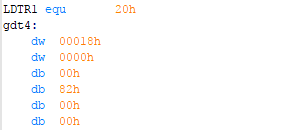 LDTR1 equ 20h
gdt4:
dw 00018h
dw 0000h
db 00h
db 82h
db 00h
db 00h